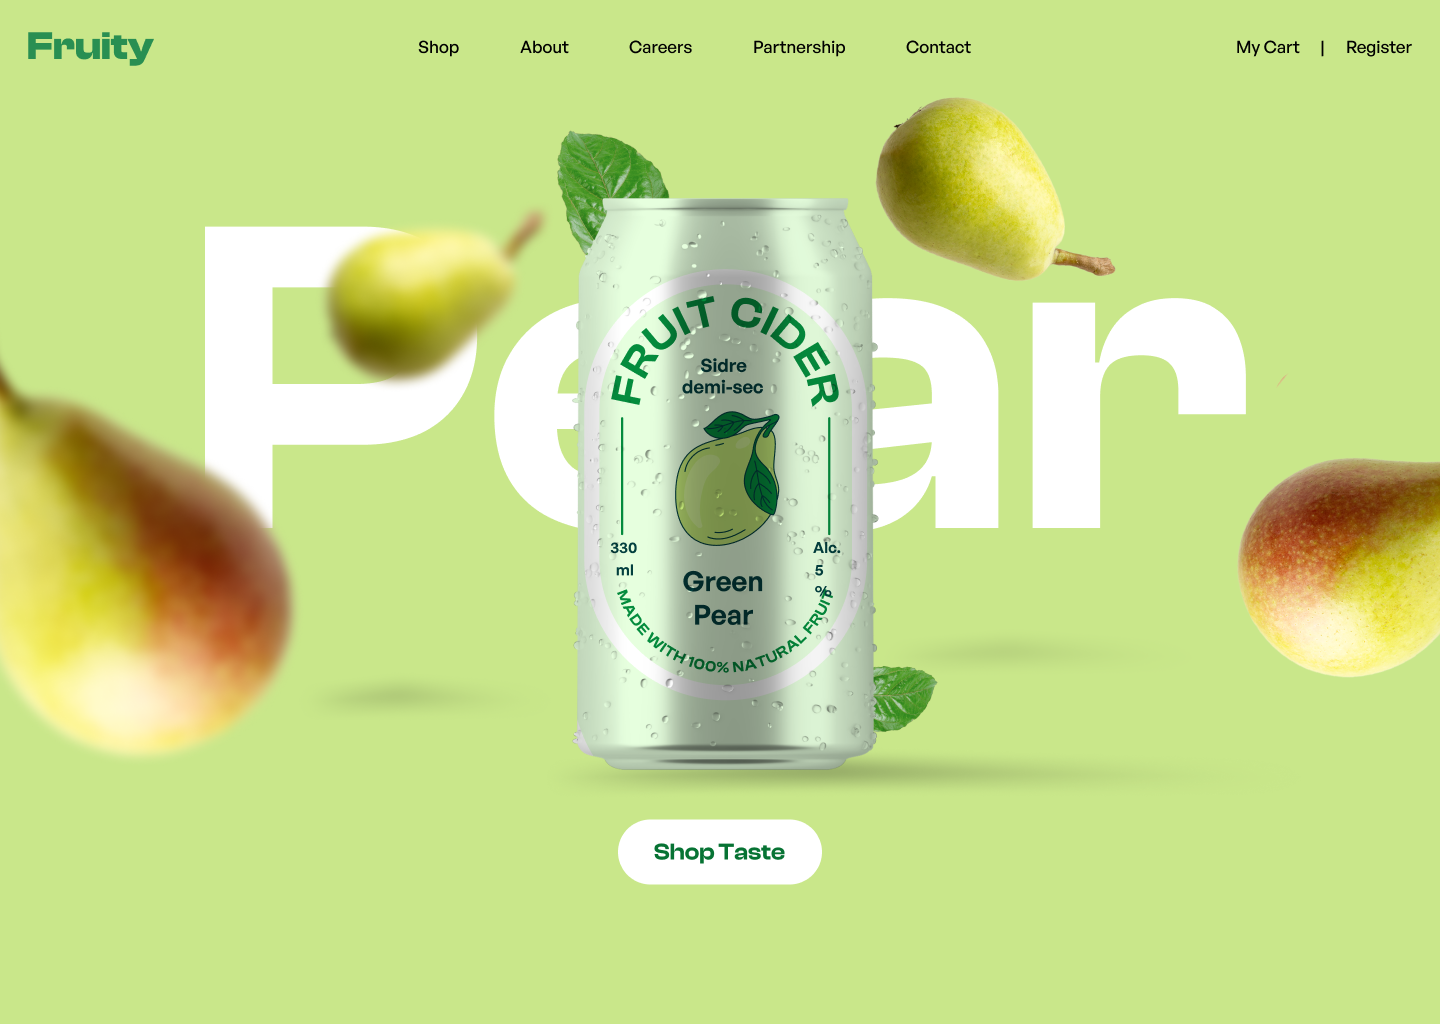 Fruity
Shop
About
Careers
Partnership
Contact
My Cart | Register
Pear
FRUIT CIDER
Sidre
demi-sec
330
ml
Alc.
5
%
Green
Pear
MADE WITH 100% NATURAL FRUIT
Shop Taste